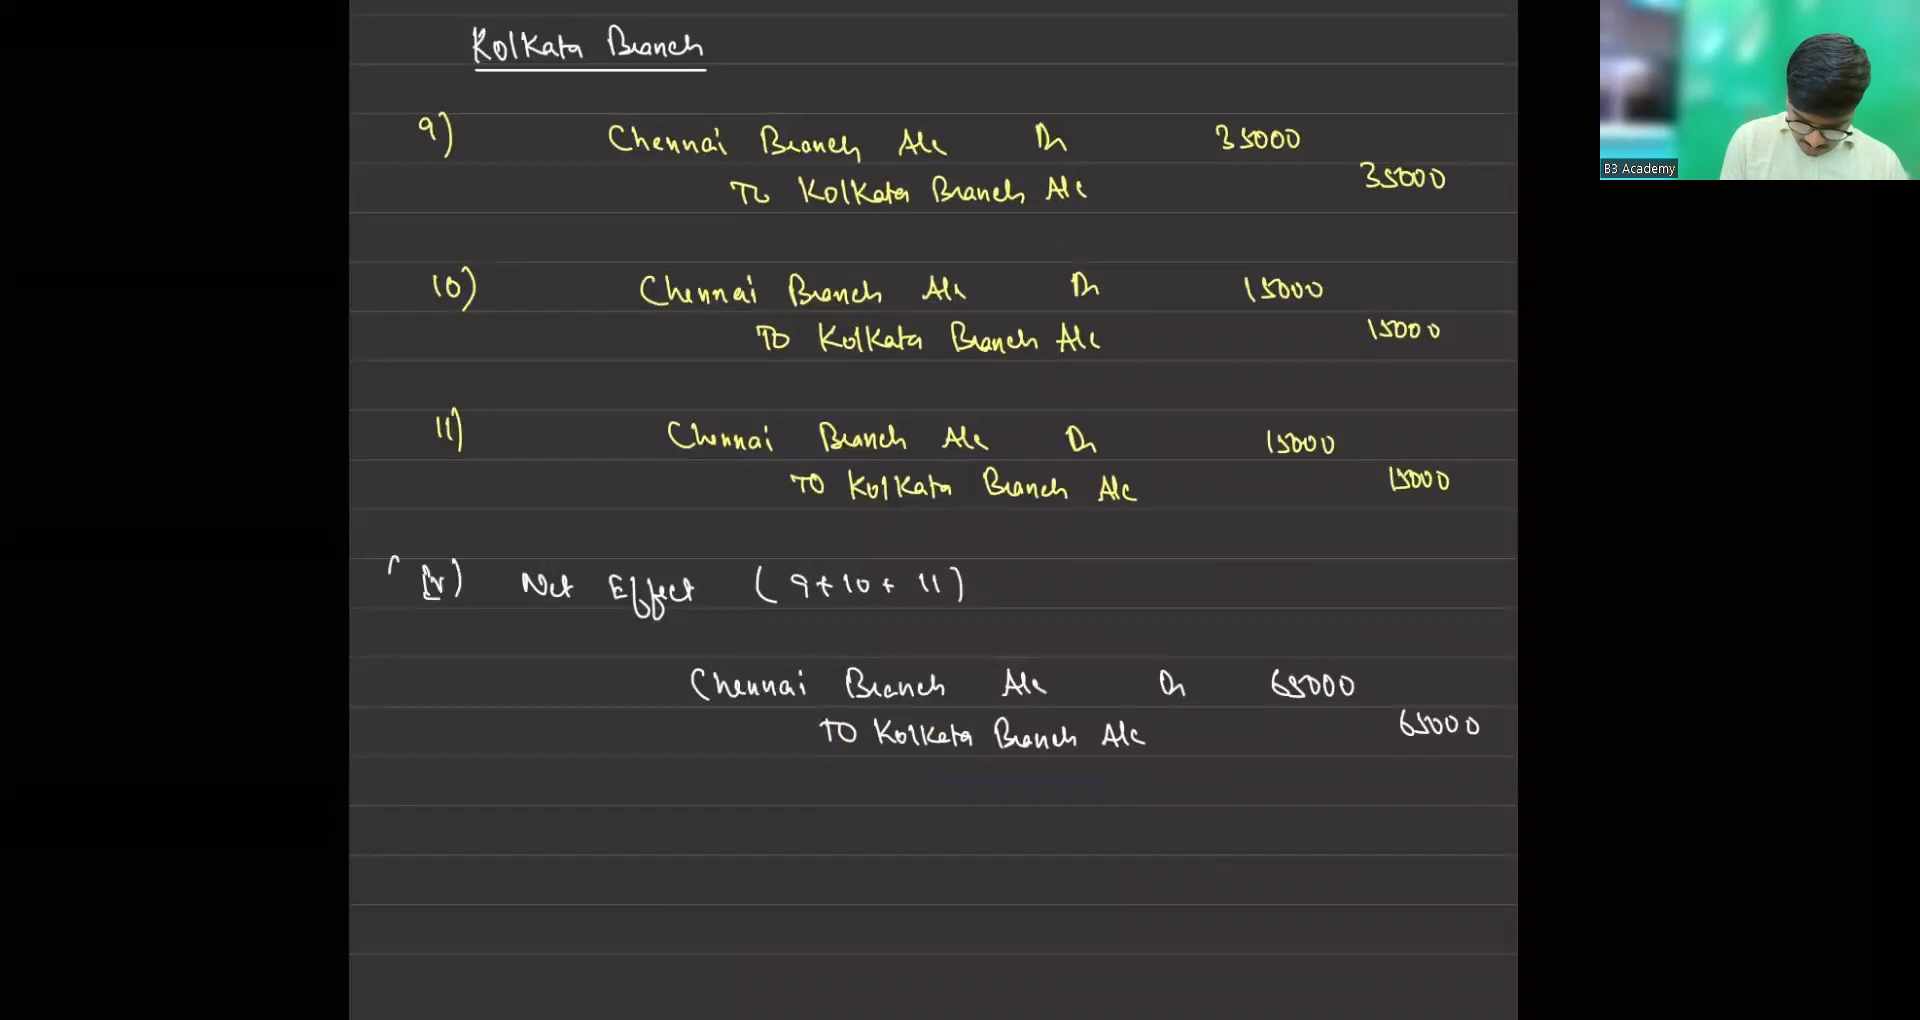 Kolkata Branch
9) Chennai Branch A/c Dr 35000
To Kolkata Branch A/c 35000
10) Chennai Branch A/c Dr 15000
To Kolkata Branch A/c 15000
11) Chennai Branch A/c Dr 15000
To Kolkata Branch A/c 15000
Net Effect (9+10+11)
Chennai Branch A/c Dr 65000
To Kolkata Branch A/c 65000
B3 Academy